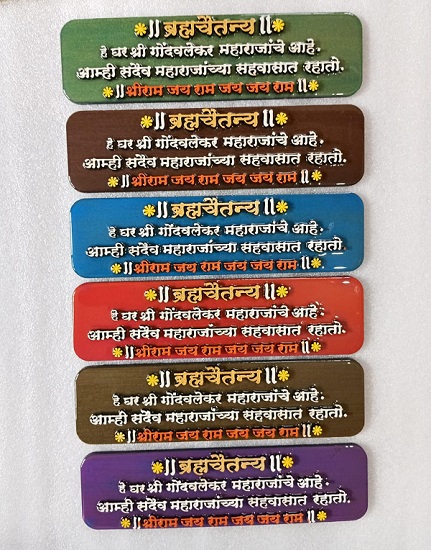 ॥ ब्रह्मचैतन्य ॥
हे घर श्री गोंदवलेकर महाराजांचे आहे.
आम्ही सदैव महाराजांच्या सहवासात रहातो.
॥ श्रीराम जय राम जय जय राम ॥
॥ ब्रह्मचैतन्य ॥
हे घर श्री गोंदवलेकर महाराजांचे आहे.
आम्ही सदैव महाराजांच्या सहवासात रहातो.
॥ श्रीराम जय राम जय जय राम ॥
॥ ब्रह्मचैतन्य ॥
हे घर श्री गोंदवलेकर महाराजांचे आहे.
आम्ही सदैव महाराजांच्या सहवासात रहातो.
॥ श्रीराम जय राम जय जय राम ॥
॥ ब्रह्मचैतन्य ॥
हे घर श्री गोंदवलेकर महाराजांचे आहे.
आम्ही सदैव महाराजांच्या सहवासात रहातो.
॥ श्रीराम जय राम जय जय राम ॥
॥ ब्रह्मचैतन्य ॥
हे घर श्री गोंदवलेकर महाराजांचे आहे.
आम्ही सदैव महाराजांच्या सहवासात रहातो.
॥ श्रीराम जय राम जय जय राम ॥
॥ ब्रह्मचैतन्य ॥
हे घर श्री गोंदवलेकर महाराजांचे आहे.
आम्ही सदैव महाराजांच्या सहवासात रहातो.
॥ श्रीराम जय राम जय जय राम ॥